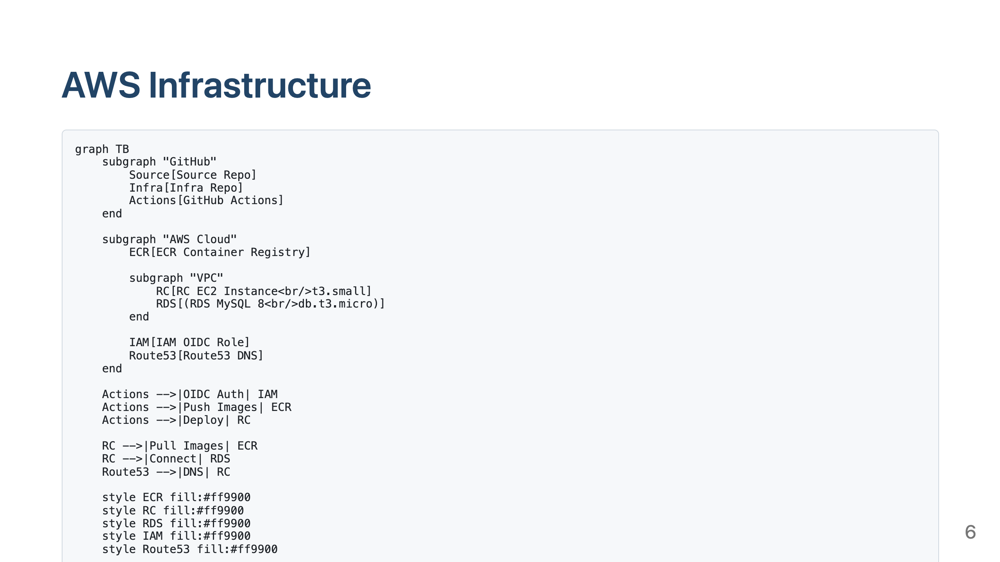 AWS Infrastructure
graph TB
    subgraph "GitHub"
        Source[Source Repo]
        Infra[Infra Repo]
        Actions[GitHub Actions]
    end

    subgraph "AWS Cloud"
        ECR[ECR Container Registry]

        subgraph "VPC"
            RC[RC EC2 Instance<br/>t3.small]
            RDS[(RDS MySQL 8<br/>db.t3.micro)]
        end

        IAM[IAM OIDC Role]
        Route53[Route53 DNS]
    end

    Actions -->|OIDC Auth| IAM
    Actions -->|Push Images| ECR
    Actions -->|Deploy| RC

    RC -->|Pull Images| ECR
    RC -->|Connect| RDS
    Route53 -->|DNS| RC

    style ECR fill:#ff9900
    style RC fill:#ff9900
    style RDS fill:#ff9900
    style IAM fill:#ff9900
    style Route53 fill:#ff9900
6